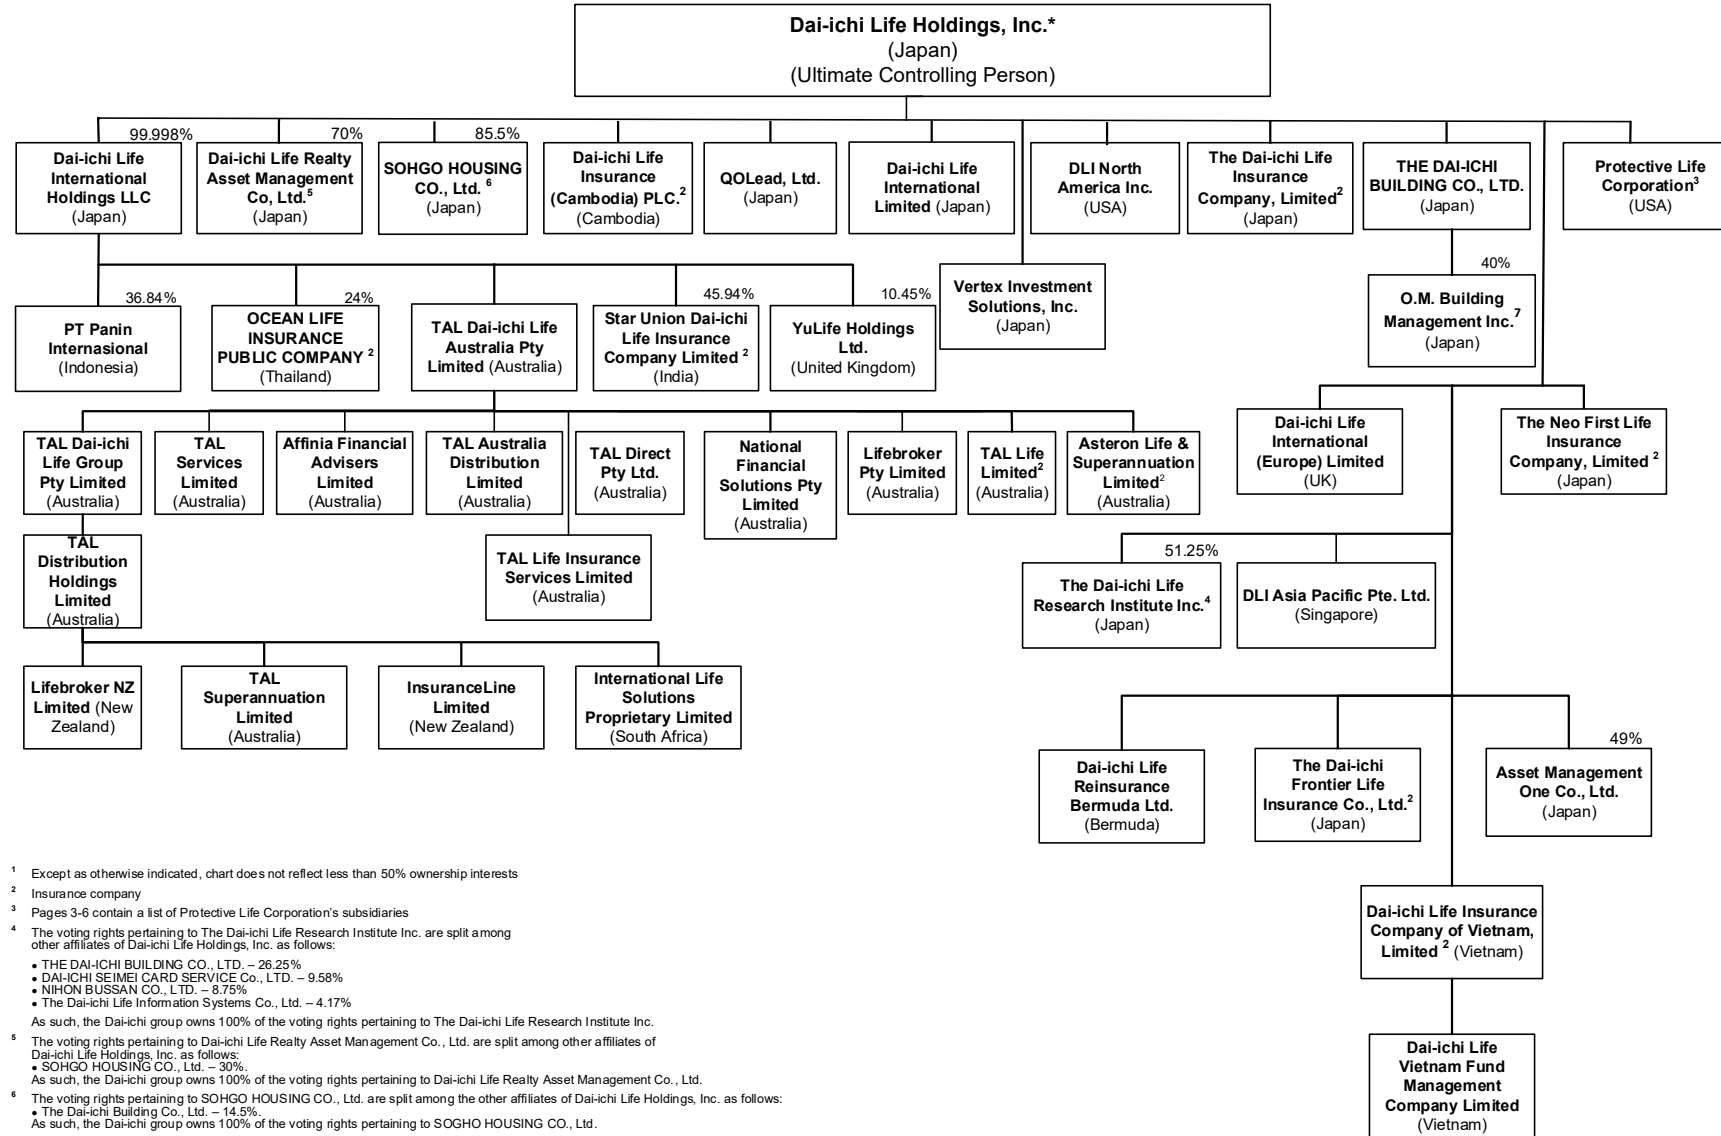 Dai-ichi Life Holdings, Inc.*
(Japan)
(Ultimate Controlling Person)
99.998%
Dai-ichi Life
International
Holdings LLC
(Japan)
70%
Dai-ichi Life Realty
Asset Management
Co, Ltd.5
(Japan)
85.5%
SOHGO HOUSING
CO., Ltd. 6
(Japan)
Dai-ichi Life
Insurance
(Cambodia) PLC.2
(Cambodia)
QOLead, Ltd.
(Japan)
Dai-ichi Life
International
Limited (Japan)
DLI North
America Inc.
(USA)
The Dai-ichi Life
Insurance
Company, Limited2
(Japan)
THE DAI-ICHI
BUILDING CO., LTD.
(Japan)
Protective Life
Corporation3
(USA)
36.84%
PT Panin
Internasional
(Indonesia)
24%
OCEAN LIFE
INSURANCE
PUBLIC COMPANY 2
(Thailand)
TAL Dai-ichi Life
Australia Pty
Limited (Australia)
45.94%
Star Union Dai-ichi
Life Insurance
Company Limited 2
(India)
10.45%
YuLife Holdings
Ltd.
(United Kingdom)
Vertex Investment
Solutions, Inc.
(Japan)
40%
O.M. Building
Management Inc.7
(Japan)
TAL Dai-ichi
Life Group
Pty Limited
(Australia)
TAL
Services
Limited
(Australia)
Affinia Financial
Advisers
Limited
(Australia)
TAL Australia
Distribution
Limited
(Australia)
TAL Direct
Pty Ltd.
(Australia)
National
Financial
Solutions Pty
Limited
(Australia)
Lifebroker
Pty Limited
(Australia)
TAL Life
Limited2
(Australia)
Asteron Life &
Superannuation
Limited2
(Australia)
Dai-ichi Life
International
(Europe) Limited
(UK)
The Neo First Life
Insurance
Company, Limited 2
(Japan)
TAL
Distribution
Holdings
Limited
(Australia)
TAL Life Insurance
Services Limited
(Australia)
51.25%
The Dai-ichi Life
Research Institute Inc.4
(Japan)
DLI Asia Pacific Pte. Ltd.
(Singapore)
Lifebroker NZ
Limited (New
Zealand)
TAL
Superannuation
Limited
(Australia)
InsuranceLine
Limited
(New Zealand)
International Life
Solutions
Proprietary Limited
(South Africa)
Dai-ichi Life
Reinsurance
Bermuda Ltd.
(Bermuda)
The Dai-ichi
Frontier Life
Insurance Co., Ltd.2
(Japan)
49%
Asset Management
One Co., Ltd.
(Japan)
Dai-ichi Life Insurance
Company of Vietnam,
Limited 2 (Vietnam)
Dai-ichi Life
Vietnam Fund
Management
Company Limited
(Vietnam)
1 Except as otherwise indicated, chart does not reflect less than 50% ownership interests
2 Insurance company
3 Pages 3-6 contain a list of Protective Life Corporation's subsidiaries
4 The voting rights pertaining to The Dai-ichi Life Research Institute Inc. are split among
other affiliates of Dai-ichi Life Holdings, Inc. as follows:
• THE DAI-ICHI BUILDING CO., LTD. – 26.25%
• DAI-ICHI SEIMEI CARD SERVICE Co., LTD. – 9.58%
• NIHON BUSSAN CO., LTD. – 8.75%
• The Dai-ichi Life Information Systems Co., Ltd. – 4.17%
As such, the Dai-ichi group owns 100% of the voting rights pertaining to The Dai-ichi Life Research Institute Inc.
5 The voting rights pertaining to Dai-ichi Life Realty Asset Management Co., Ltd. are split among other affiliates of
Dai-ichi Life Holdings, Inc. as follows:
• SOHGO HOUSING CO., Ltd. – 30%.
As such, the Dai-ichi group owns 100% of the voting rights pertaining to Dai-ichi Life Realty Asset Management Co., Ltd.
6 The voting rights pertaining to SOHGO HOUSING CO., Ltd. are split among the other affiliates of Dai-ichi Life Holdings, Inc. as follows:
• The Dai-ichi Building Co., Ltd. – 14.5%.
As such, the Dai-ichi group owns 100% of the voting rights pertaining to SOGHO HOUSING CO., Ltd.